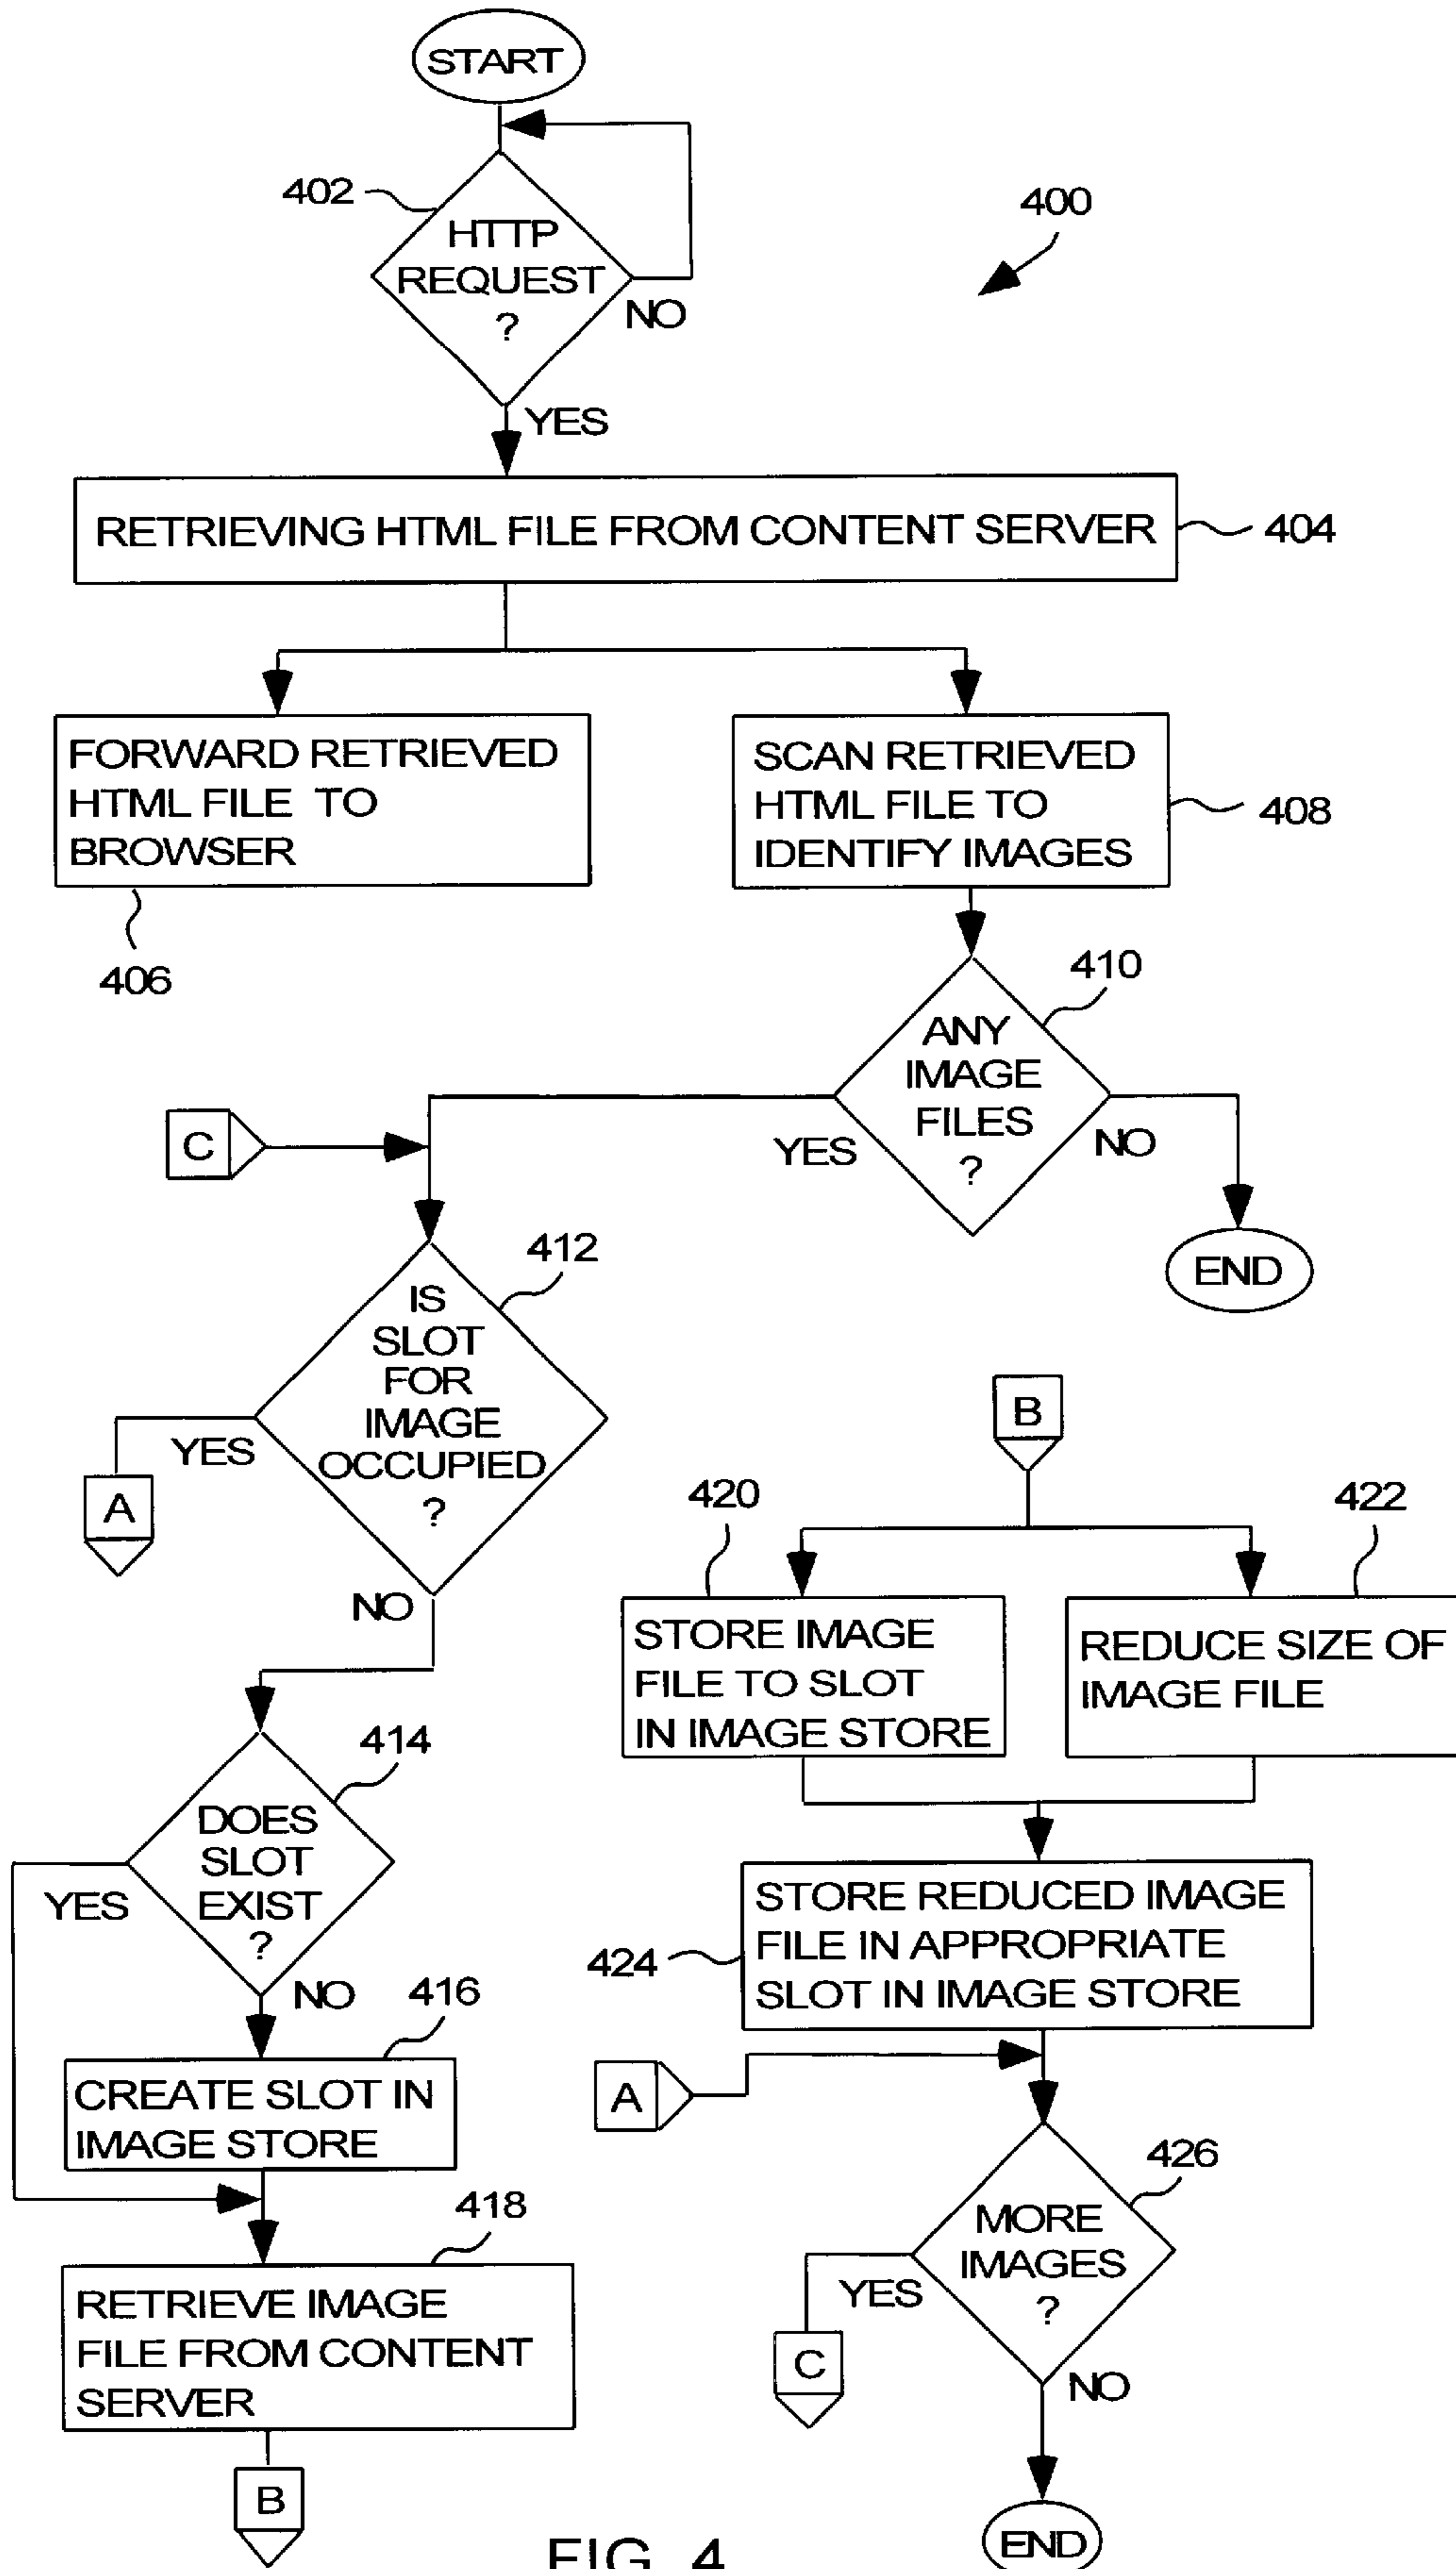 START
402
HTTP
REQUEST
?
NO
YES
400
RETRIEVING HTML FILE FROM CONTENT SERVER
404
FORWARD RETRIEVED
HTML FILE TO
BROWSER
406
SCAN RETRIEVED
HTML FILE TO
IDENTIFY IMAGES
408
410
ANY
IMAGE
FILES
?
YES
NO
END
C
412
IS
SLOT
FOR
IMAGE
OCCUPIED
?
YES
A
NO
414
DOES
SLOT
EXIST
?
YES
NO
416
CREATE SLOT IN
IMAGE STORE
418
RETRIEVE IMAGE
FILE FROM CONTENT
SERVER
B
B
420
STORE IMAGE
FILE TO SLOT
IN IMAGE STORE
422
REDUCE SIZE OF
IMAGE FILE
424
STORE REDUCED IMAGE
FILE IN APPROPRIATE
SLOT IN IMAGE STORE
A
426
MORE
IMAGES
?
YES
C
NO
END
FIG. 4